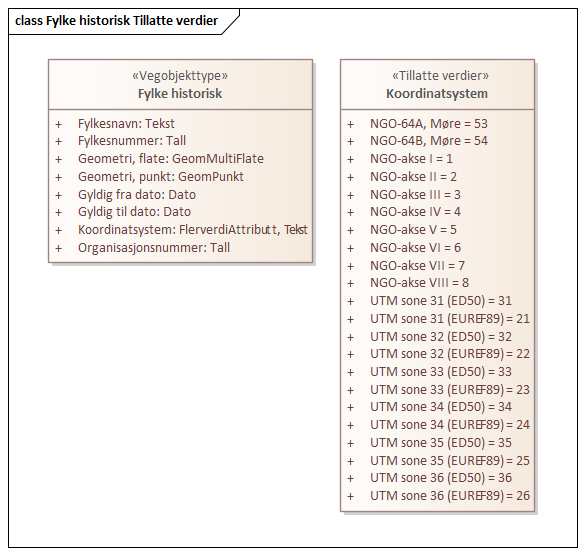 class Fylke historisk Tillatte verdier
«Vegobjekttype»
Fylke historisk
+ Fylkesnavn: Tekst
+ Fylkesnummer: Tall
+ Geometri, flate: GeomMultiFlate
+ Geometri, punkt: GeomPunkt
+ Gyldig fra dato: Dato
+ Gyldig til dato: Dato
+ Koordinatsystem: FlerverdiAttributt, Tekst
+ Organisasjonsnummer: Tall
«Tillatte verdier»
Koordinatsystem
+ NGO-64A, Møre = 53
+ NGO-64B, Møre = 54
+ NGO-akse I = 1
+ NGO-akse II = 2
+ NGO-akse III = 3
+ NGO-akse IV = 4
+ NGO-akse V = 5
+ NGO-akse VI = 6
+ NGO-akse VII = 7
+ NGO-akse VIII = 8
+ UTM sone 31 (ED50) = 31
+ UTM sone 31 (EUREF89) = 21
+ UTM sone 32 (ED50) = 32
+ UTM sone 32 (EUREF89) = 22
+ UTM sone 33 (ED50) = 33
+ UTM sone 33 (EUREF89) = 23
+ UTM sone 34 (ED50) = 34
+ UTM sone 34 (EUREF89) = 24
+ UTM sone 35 (ED50) = 35
+ UTM sone 35 (EUREF89) = 25
+ UTM sone 36 (ED50) = 36
+ UTM sone 36 (EUREF89) = 26